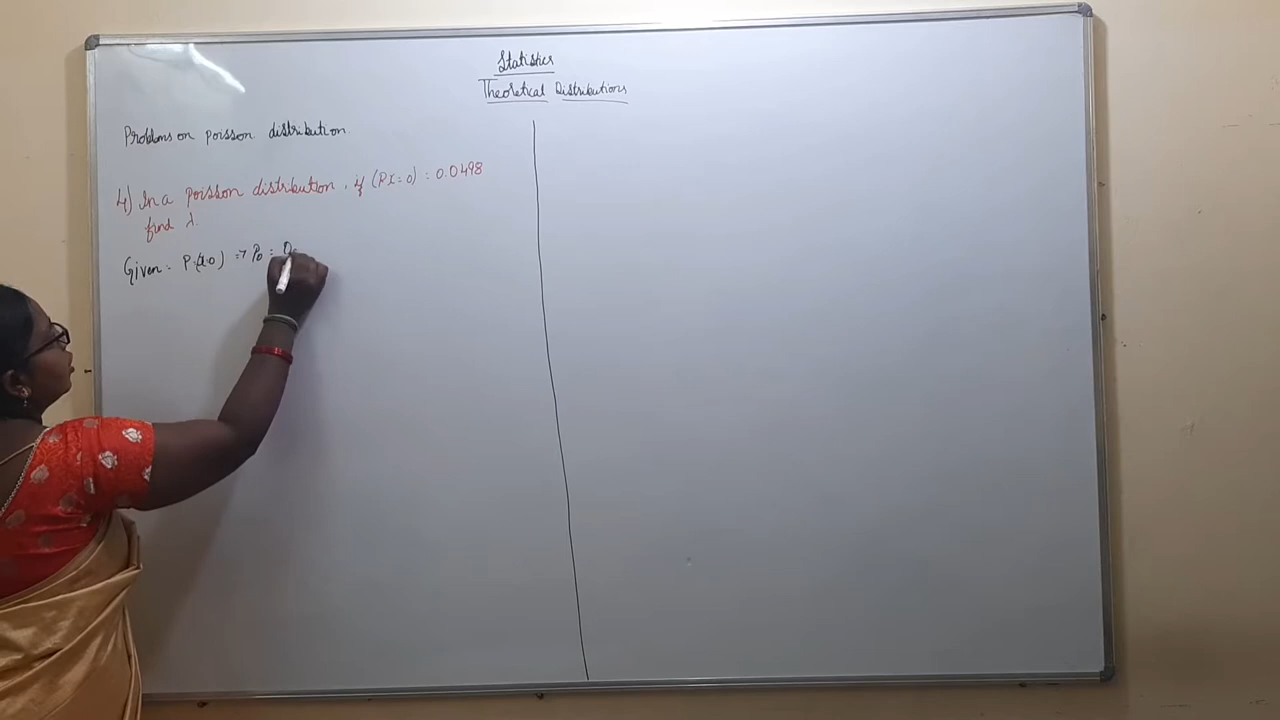 Statistics
Theoretical Distributions
Problems on poisson distribution.
4) In a poisson distribution, if (Px=0) = 0.0498
find λ.
Given: P(x=0) => P₀ = 0.